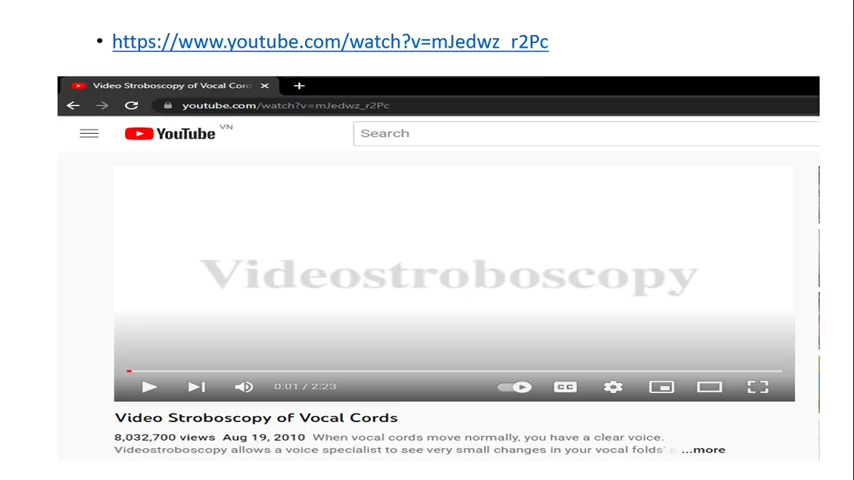 • https://www.youtube.com/watch?v=mJedwz_r2Pc
Video Stroboscopy of Vocal Cord
youtube.com/watch?v=mJedwz_r2Pc
YouTube VN
Search
Videostroboscopy
0:01 / 2:23
CC
Video Stroboscopy of Vocal Cords
8,032,700 views Aug 19, 2010 When vocal cords move normally, you have a clear voice.
Videostroboscopy allows a voice specialist to see very small changes in your vocal folds' ...more